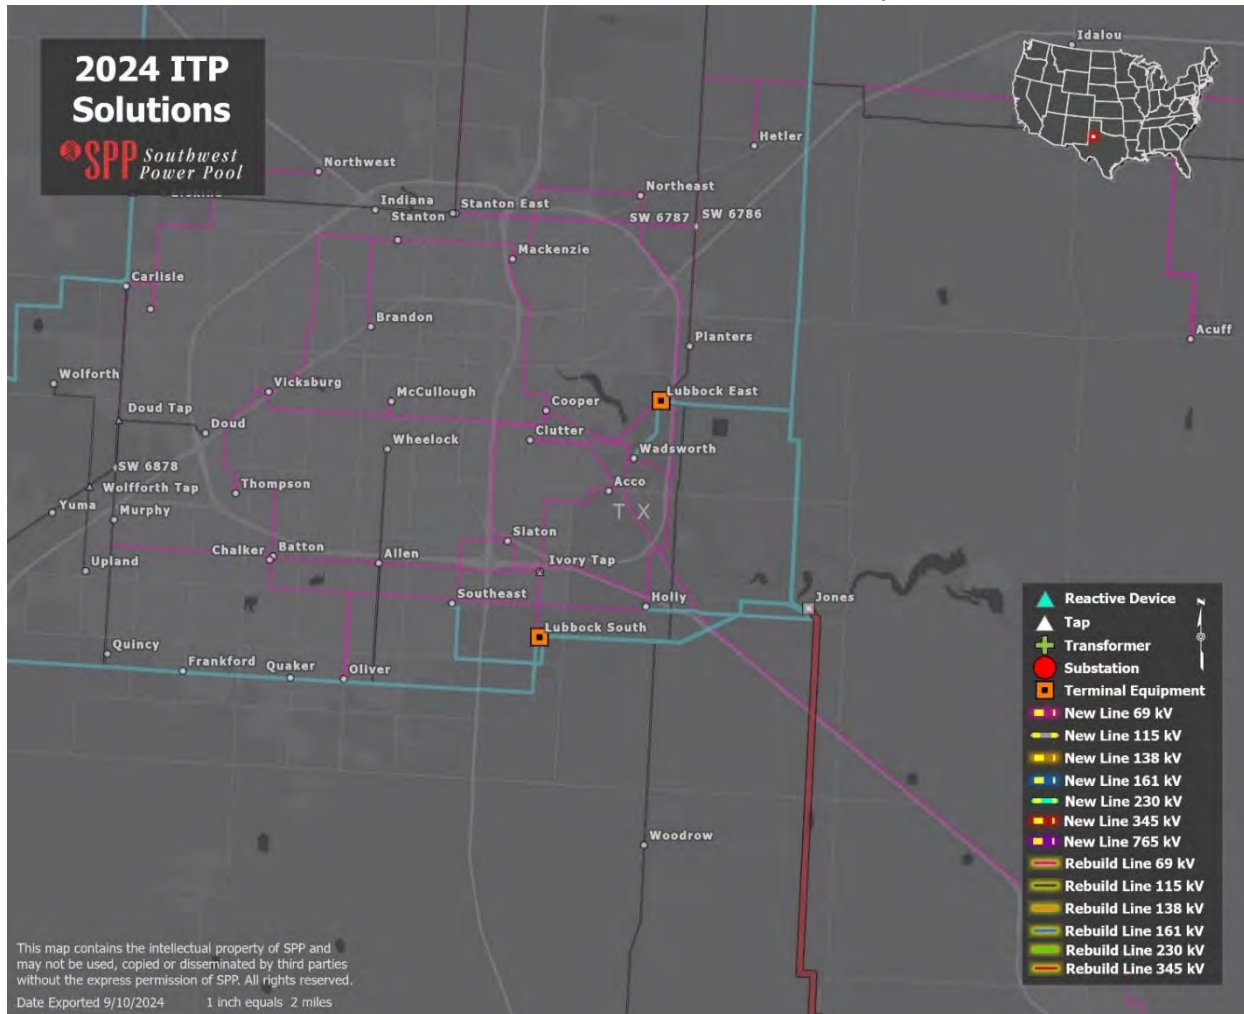 2024 ITP
Solutions
SPP Southwest
Power Pool
Idalou
Hetler
Northwest
Erskine
Indiana
Stanton East
Stanton
Northeast
SW 6787
SW 6786
Mackenzie
Carlisle
Brandon
Planters
Acuff
Wolforth
Vicksburg
McCullough
Cooper
Lubbock East
Doud Tap
Doud
Clutter
Wheelock
Wadsworth
SW 6878
Wolfforth Tap
Thompson
Acco
Yuma
Murphy
TX
Slaton
Chalker
Batton
Allen
Ivory Tap
Upland
Southeast
Holly
Jones
Lubbock South
Quincy
Frankford
Quaker
Oliver
Woodrow
N
Reactive Device
Tap
Transformer
Substation
Terminal Equipment
New Line 69 kV
New Line 115 kV
New Line 138 kV
New Line 161 kV
New Line 230 kV
New Line 345 kV
New Line 765 kV
Rebuild Line 69 kV
Rebuild Line 115 kV
Rebuild Line 138 kV
Rebuild Line 161 kV
Rebuild Line 230 kV
Rebuild Line 345 kV
This map contains the intellectual property of SPP and
may not be used, copied or disseminated by third parties
without the express permission of SPP. All rights reserved.
Date Exported 9/10/2024 1 inch equals 2 miles